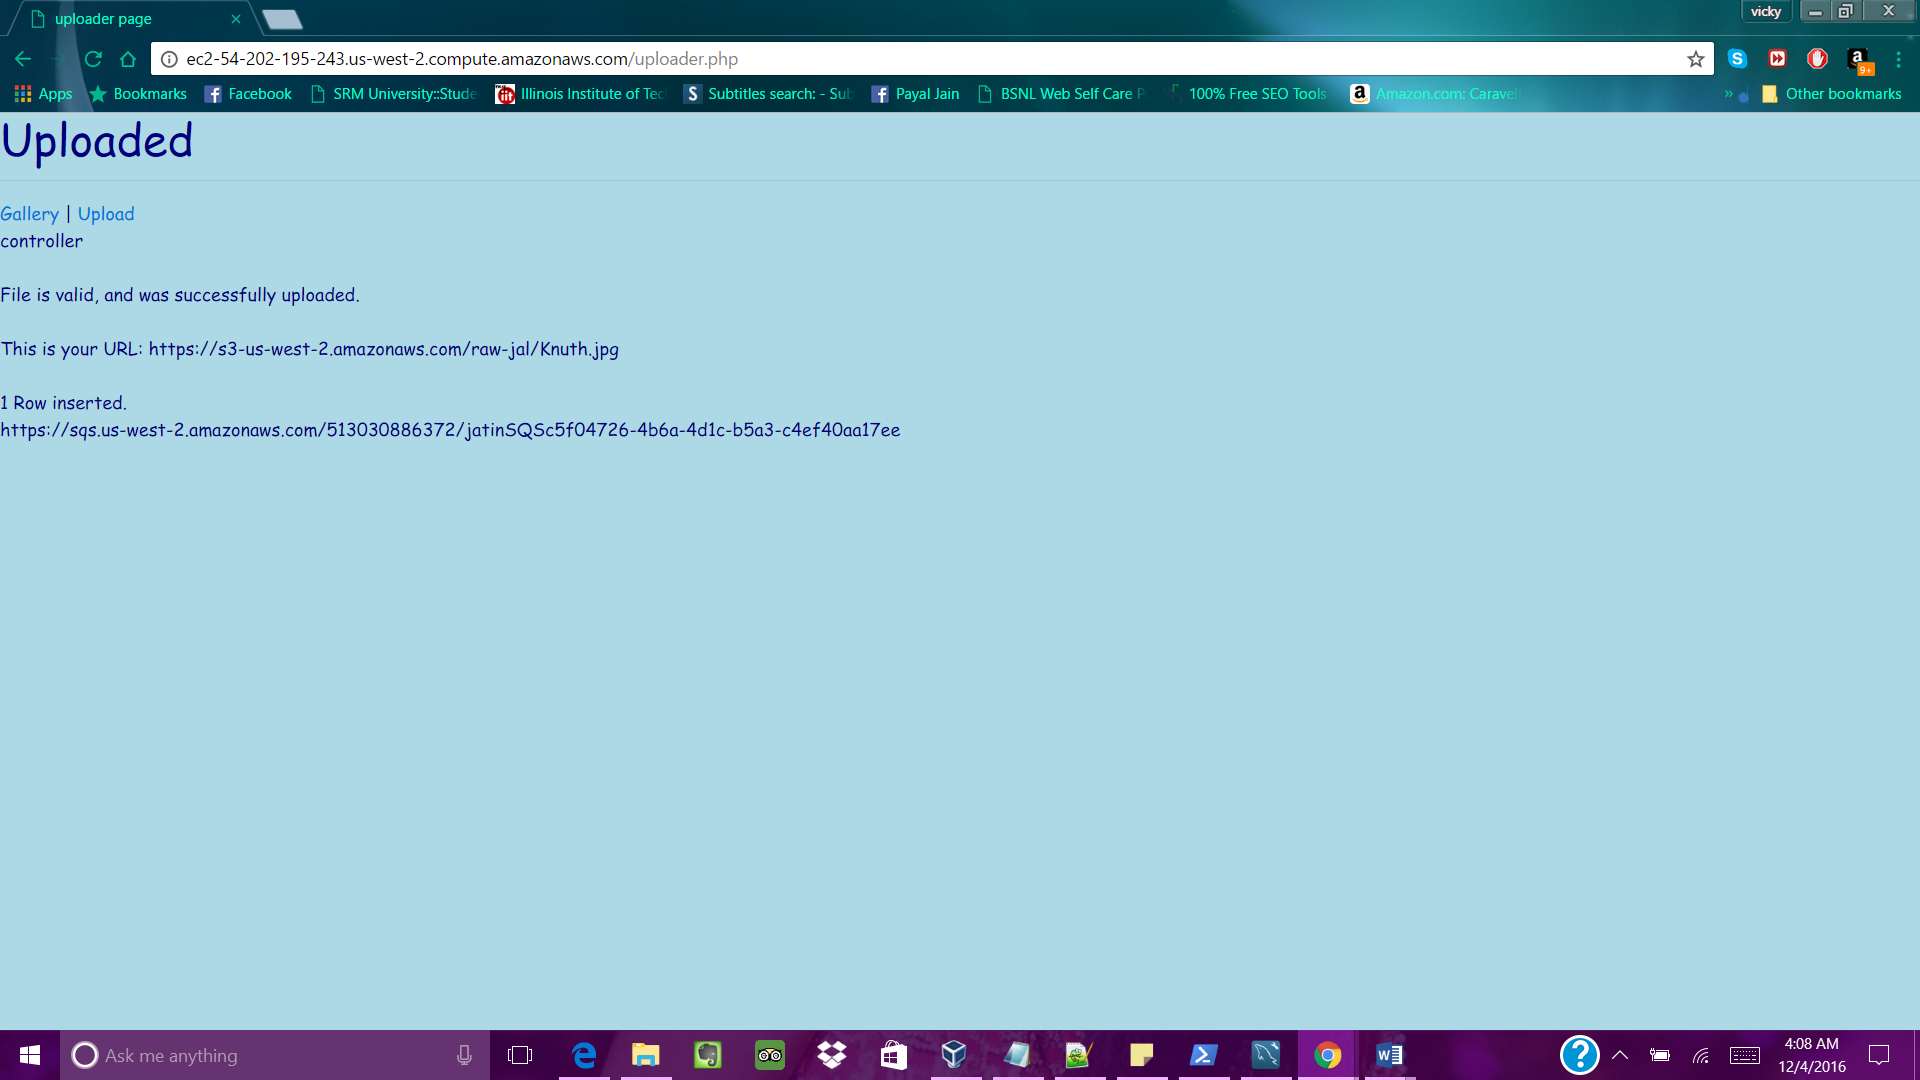 uploader page
vicky
ec2-54-202-195-243.us-west-2.compute.amazonaws.com/uploader.php
S
a
9+
Apps
Bookmarks
Facebook
SRM University::Stude
Illinois Institute of Tec
S
Subtitles search: - Sub
Payal Jain
BSNL Web Self Care P
100% Free SEO Tools
a
Amazon.com: Caravel
»
Other bookmarks
Uploaded
Gallery | Upload
controller
File is valid, and was successfully uploaded.
This is your URL: https://s3-us-west-2.amazonaws.com/raw-jal/Knuth.jpg
1 Row inserted.
https://sqs.us-west-2.amazonaws.com/513030886372/jatinSQSc5f04726-4b6a-4d1c-b5a3-c4ef40aa17ee
Ask me anything
4:08 AM
12/4/2016